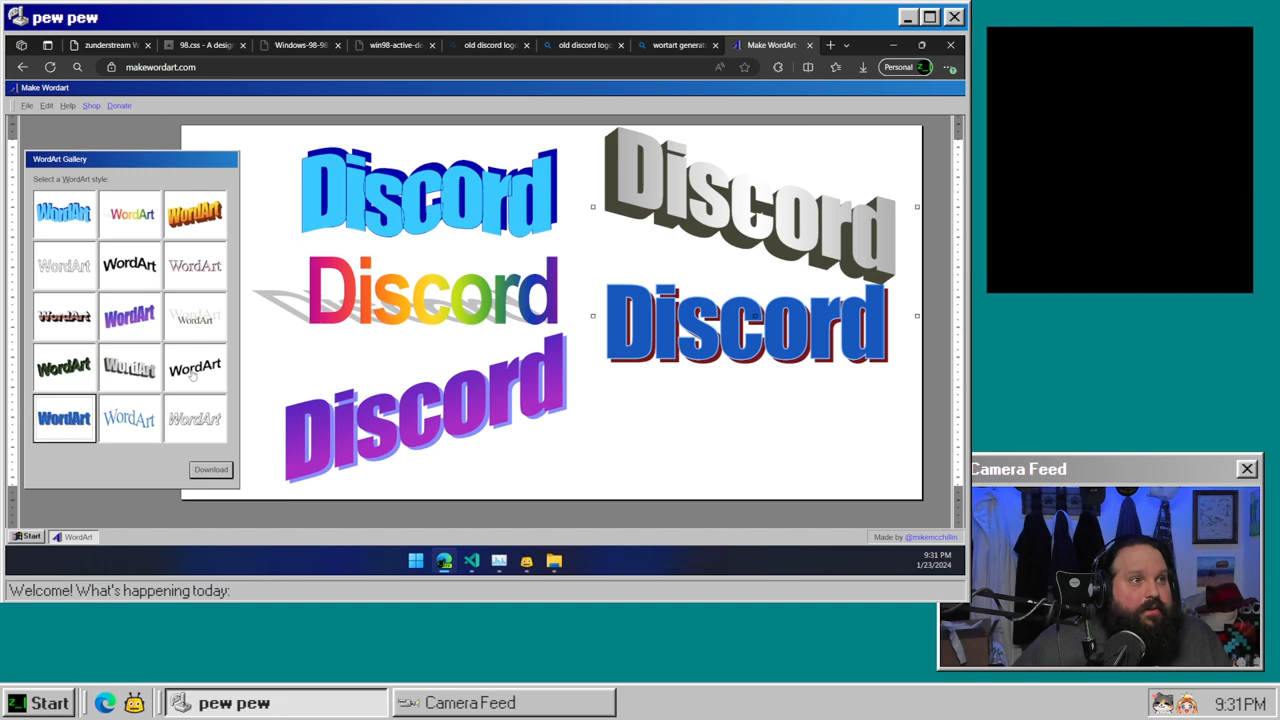 pew pew
zunderstream W
98.css - A desig
Windows-98-98
win98-active-de
old discord logo
old discord logo
wortart generat
Make WordArt
makewordart.com
Personal
Make Wordart
File Edit Help Shop Donate
WordArt Gallery
Select a WordArt style:
WordArt WordArt WordArt
WordArt WordArt WordArt
WordArt WordArt WordArt
WordArt WordArt WordArt
WordArt WordArt WordArt
Download
Discord
Discord
Discord
Discord
Discord
Start WordArt
Made by @mikemcchillin
9:31 PM
1/23/2024
Welcome! What's happening today:
Camera Feed
Start
pew pew
Camera Feed
9:31PM